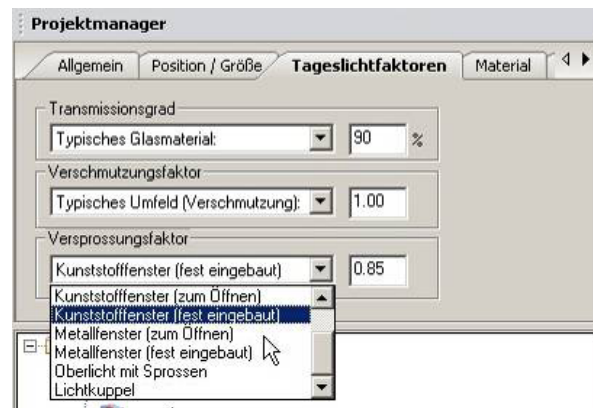 Projektmanager
Allgemein Position / Größe Tageslichtfaktoren Material
Transmissionsgrad
Typisches Glasmaterial: 90 %
Verschmutzungsfaktor
Typisches Umfeld (Verschmutzung): 1.00
Versprossungsfaktor
Kunststofffenster (fest eingebaut) 0.85
Kunststofffenster (zum Öffnen)
Kunststofffenster (fest eingebaut)
Metallfenster (zum Öffnen)
Metallfenster (fest eingebaut)
Oberlicht mit Sprossen
Lichtkuppel